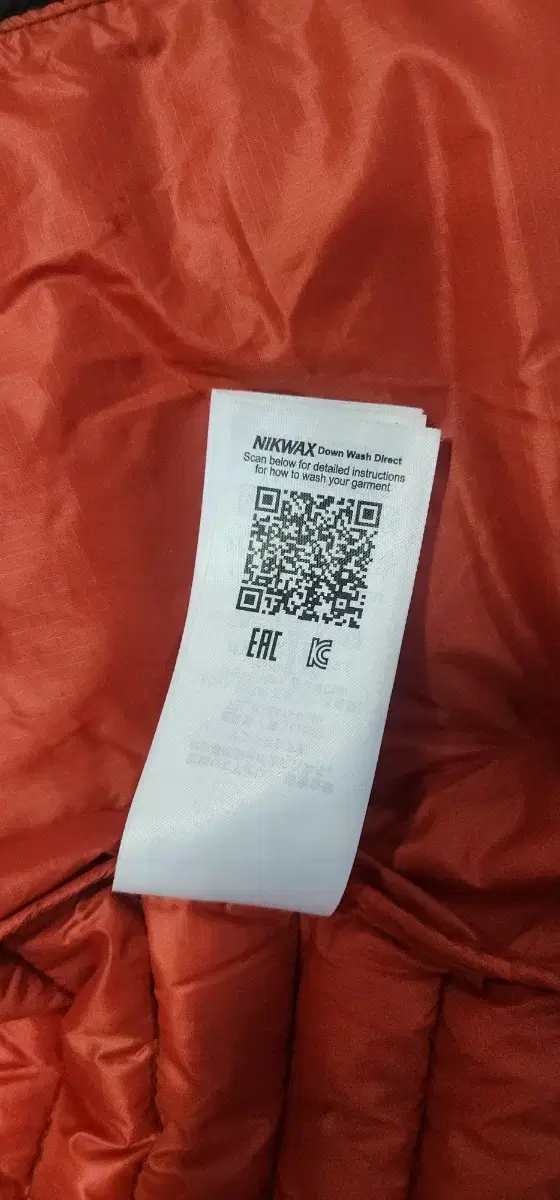 NIKWAX Down Wash Direct
Scan below for detailed instructions
for how to wash your garment
EAC